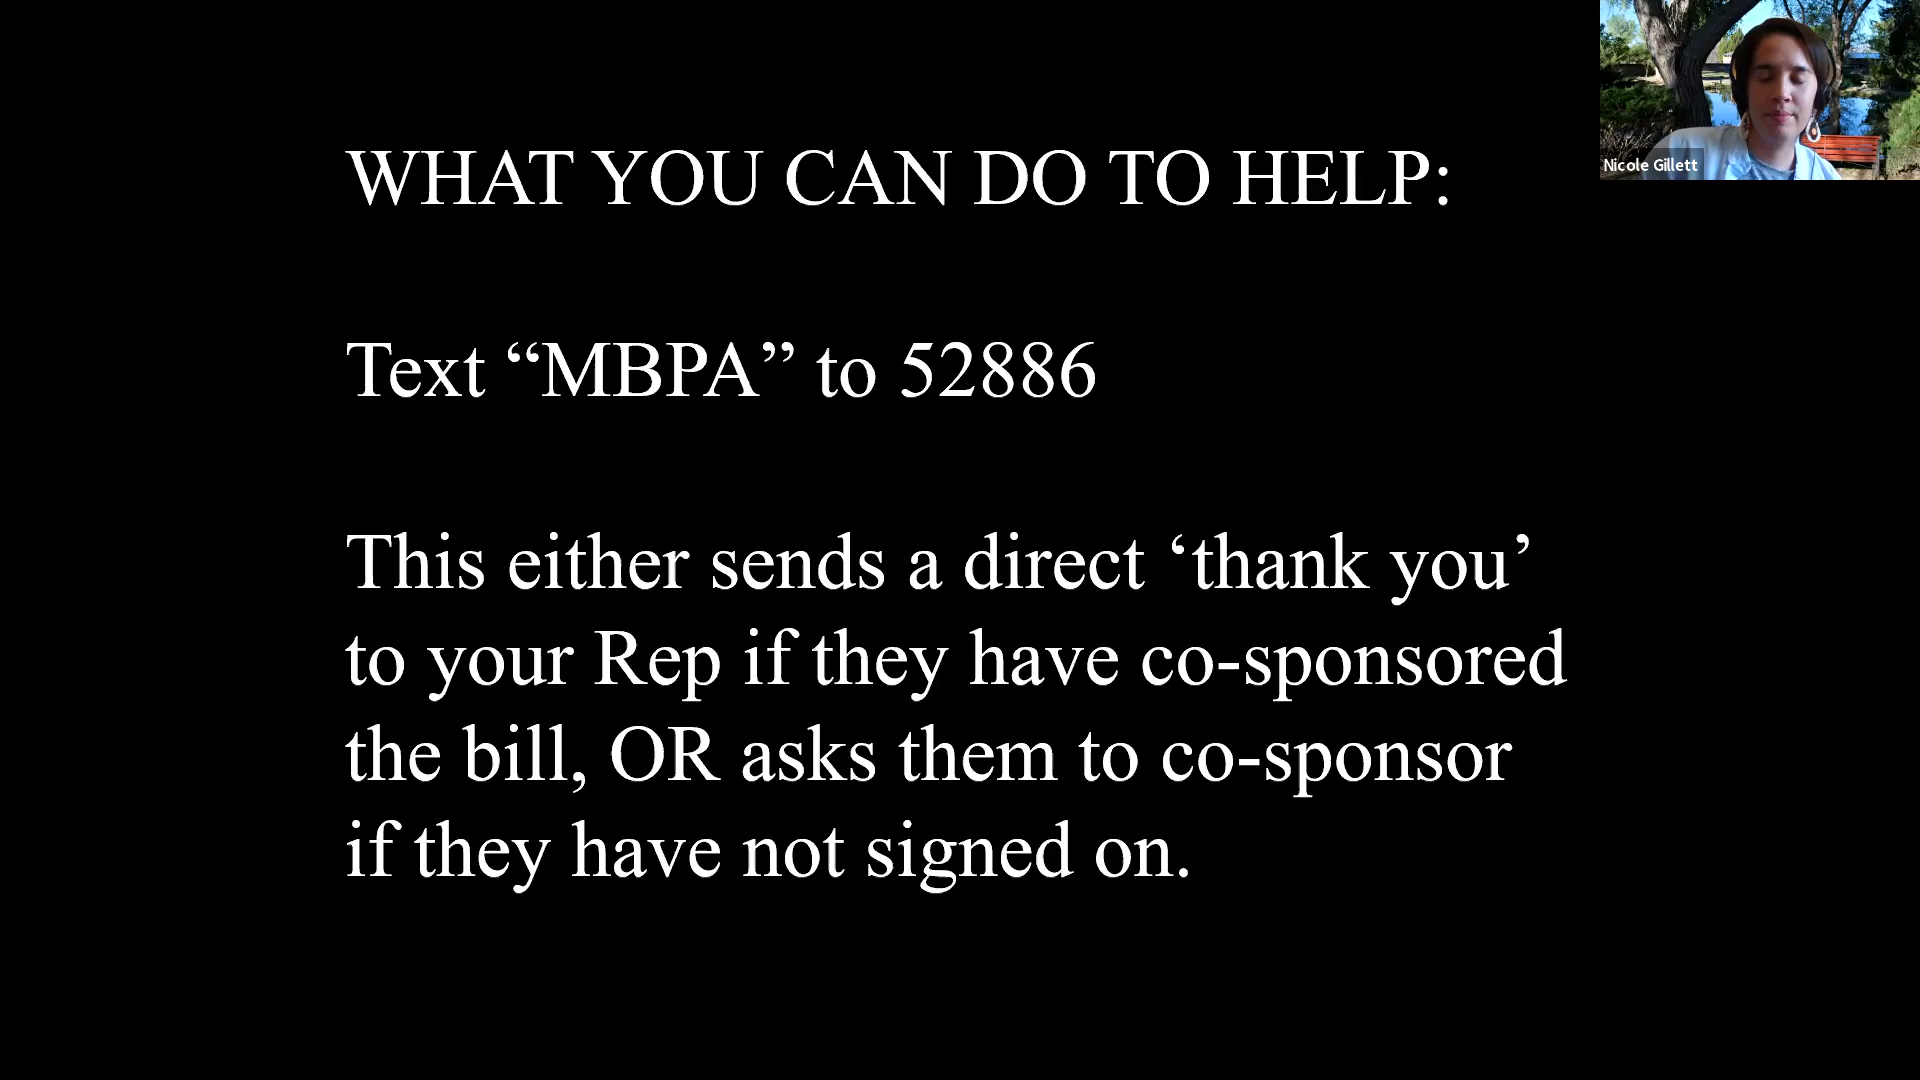 WHAT YOU CAN DO TO HELP:
Text “MBPA” to 52886
This either sends a direct ‘thank you’
to your Rep if they have co-sponsored
the bill, OR asks them to co-sponsor
if they have not signed on.
Nicole Gillett